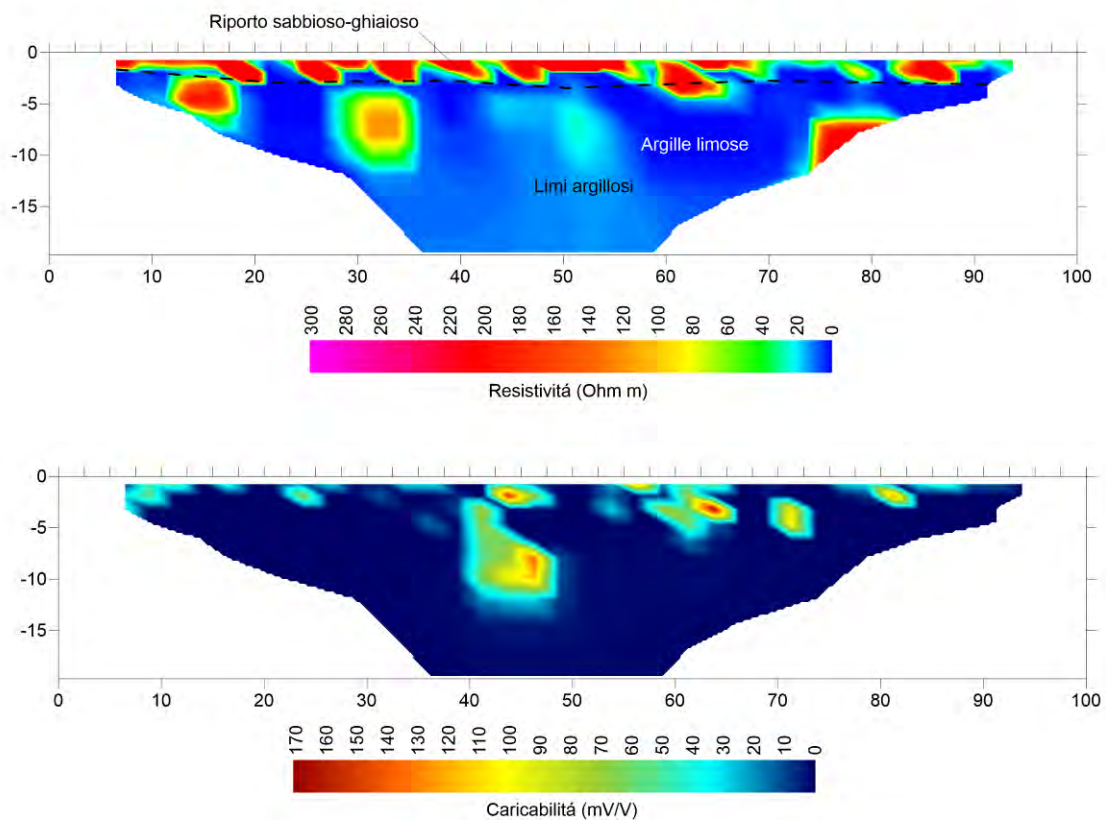 Riporto sabbioso-ghiaioso
0
-5
-10
-15
Argille limose
Limi argillosi
0 10 20 30 40 50 60 70 80 90 100
300 280 260 240 220 200 180 160 140 120 100 80 60 40 20 0
Resistivitá (Ohm m)
0
-5
-10
-15
0 10 20 30 40 50 60 70 80 90 100
170 160 150 140 130 120 110 100 90 80 70 60 50 40 30 20 10 0
Caricabilitá (mV/V)